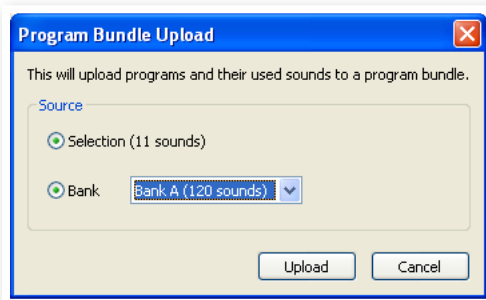 Program Bundle Upload
This will upload programs and their used sounds to a program bundle.
Source
Selection (11 sounds)
Bank Bank A (120 sounds)
Upload Cancel